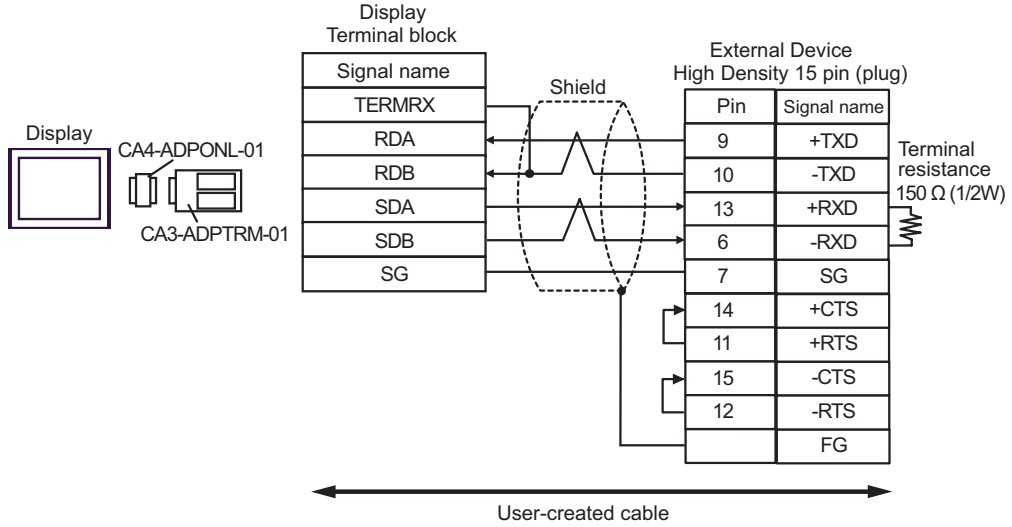 Display
Terminal block
Signal name
TERMRX
RDA
RDB
SDA
SDB
SG
Shield
External Device
High Density 15 pin (plug)
Pin Signal name
9 +TXD
10 -TXD
13 +RXD
6 -RXD
7 SG
14 +CTS
11 +RTS
15 -CTS
12 -RTS
FG
Terminal
resistance
150 Ω (1/2W)
Display
CA4-ADPONL-01
CA3-ADPTRM-01
User-created cable